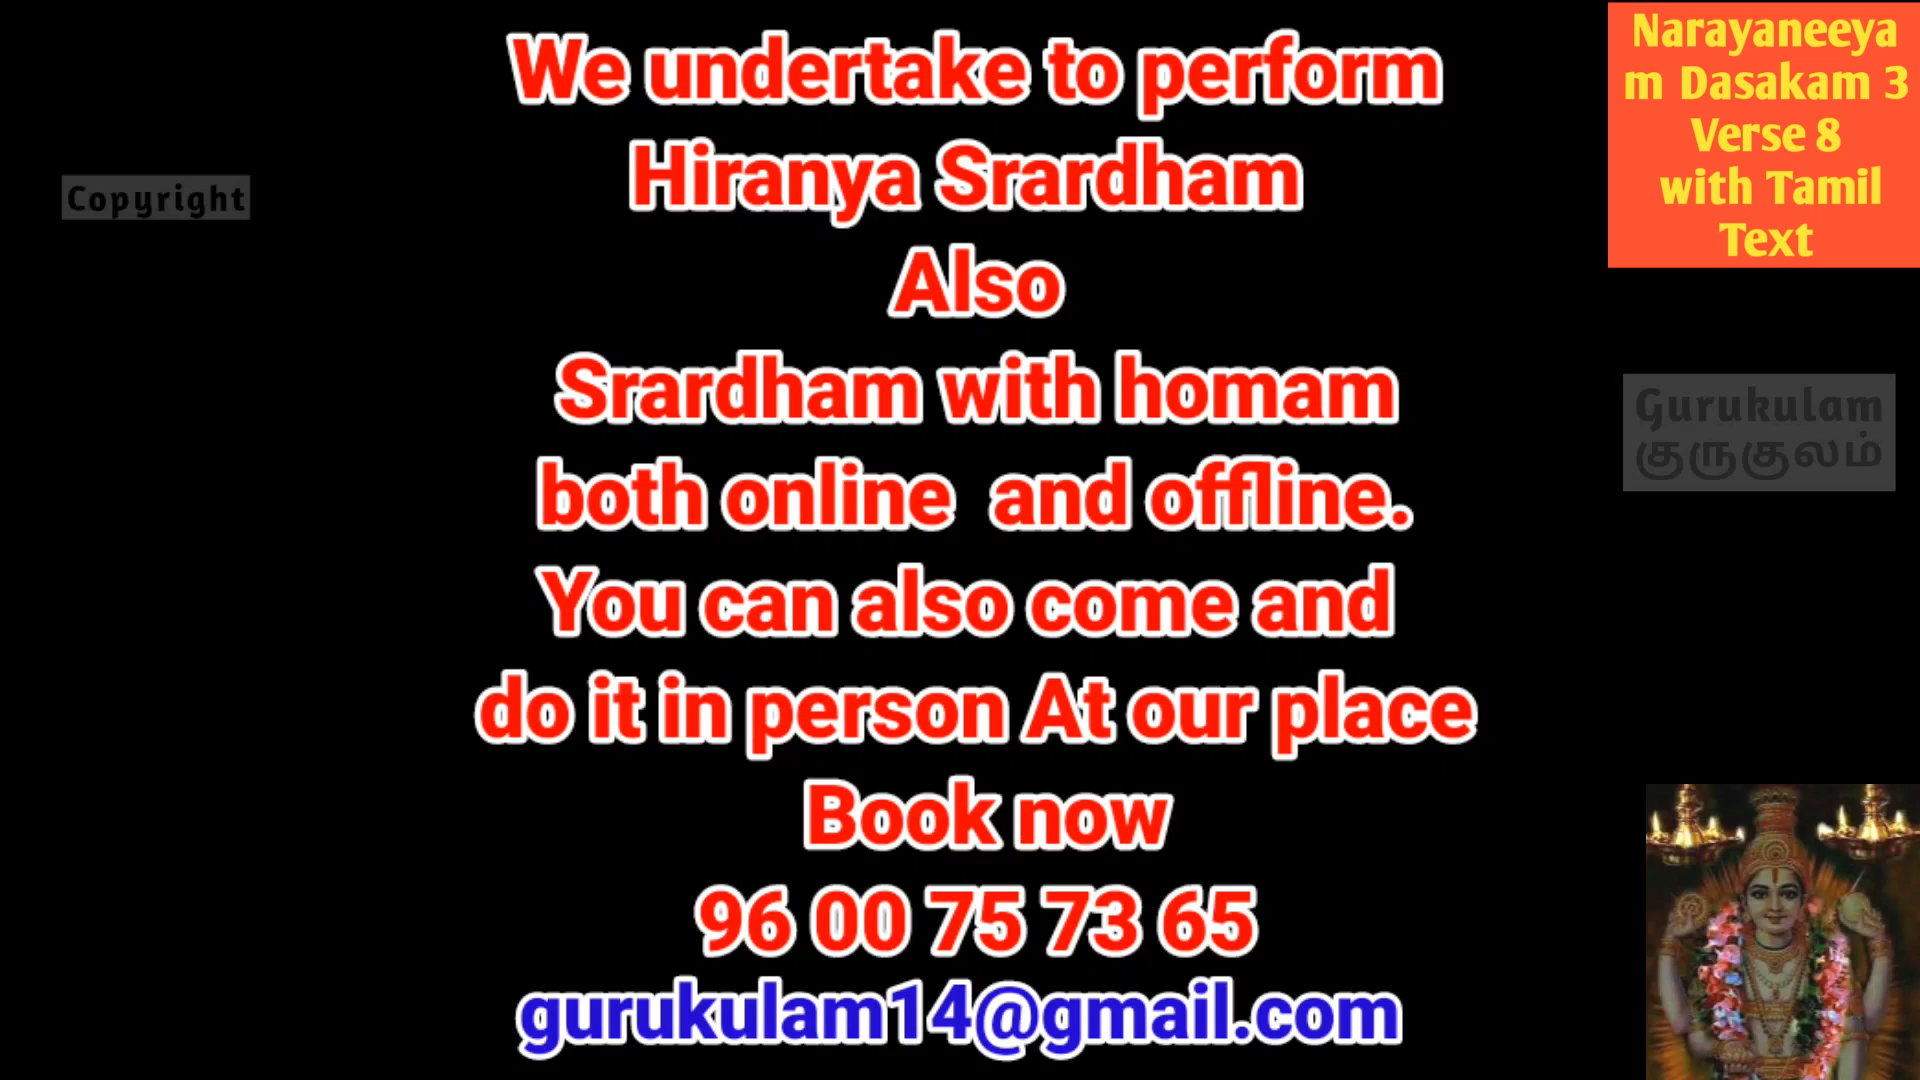 We undertake to perform
Hiranya Srardham
Also
Srardham with homam
both online and offline.
You can also come and
do it in person At our place
Book now
96 00 75 73 65
gurukulam14@gmail.com
Copyright
Narayaneeya
m Dasakam 3
Verse 8
with Tamil
Text
Gurukulam
குருகுலம்